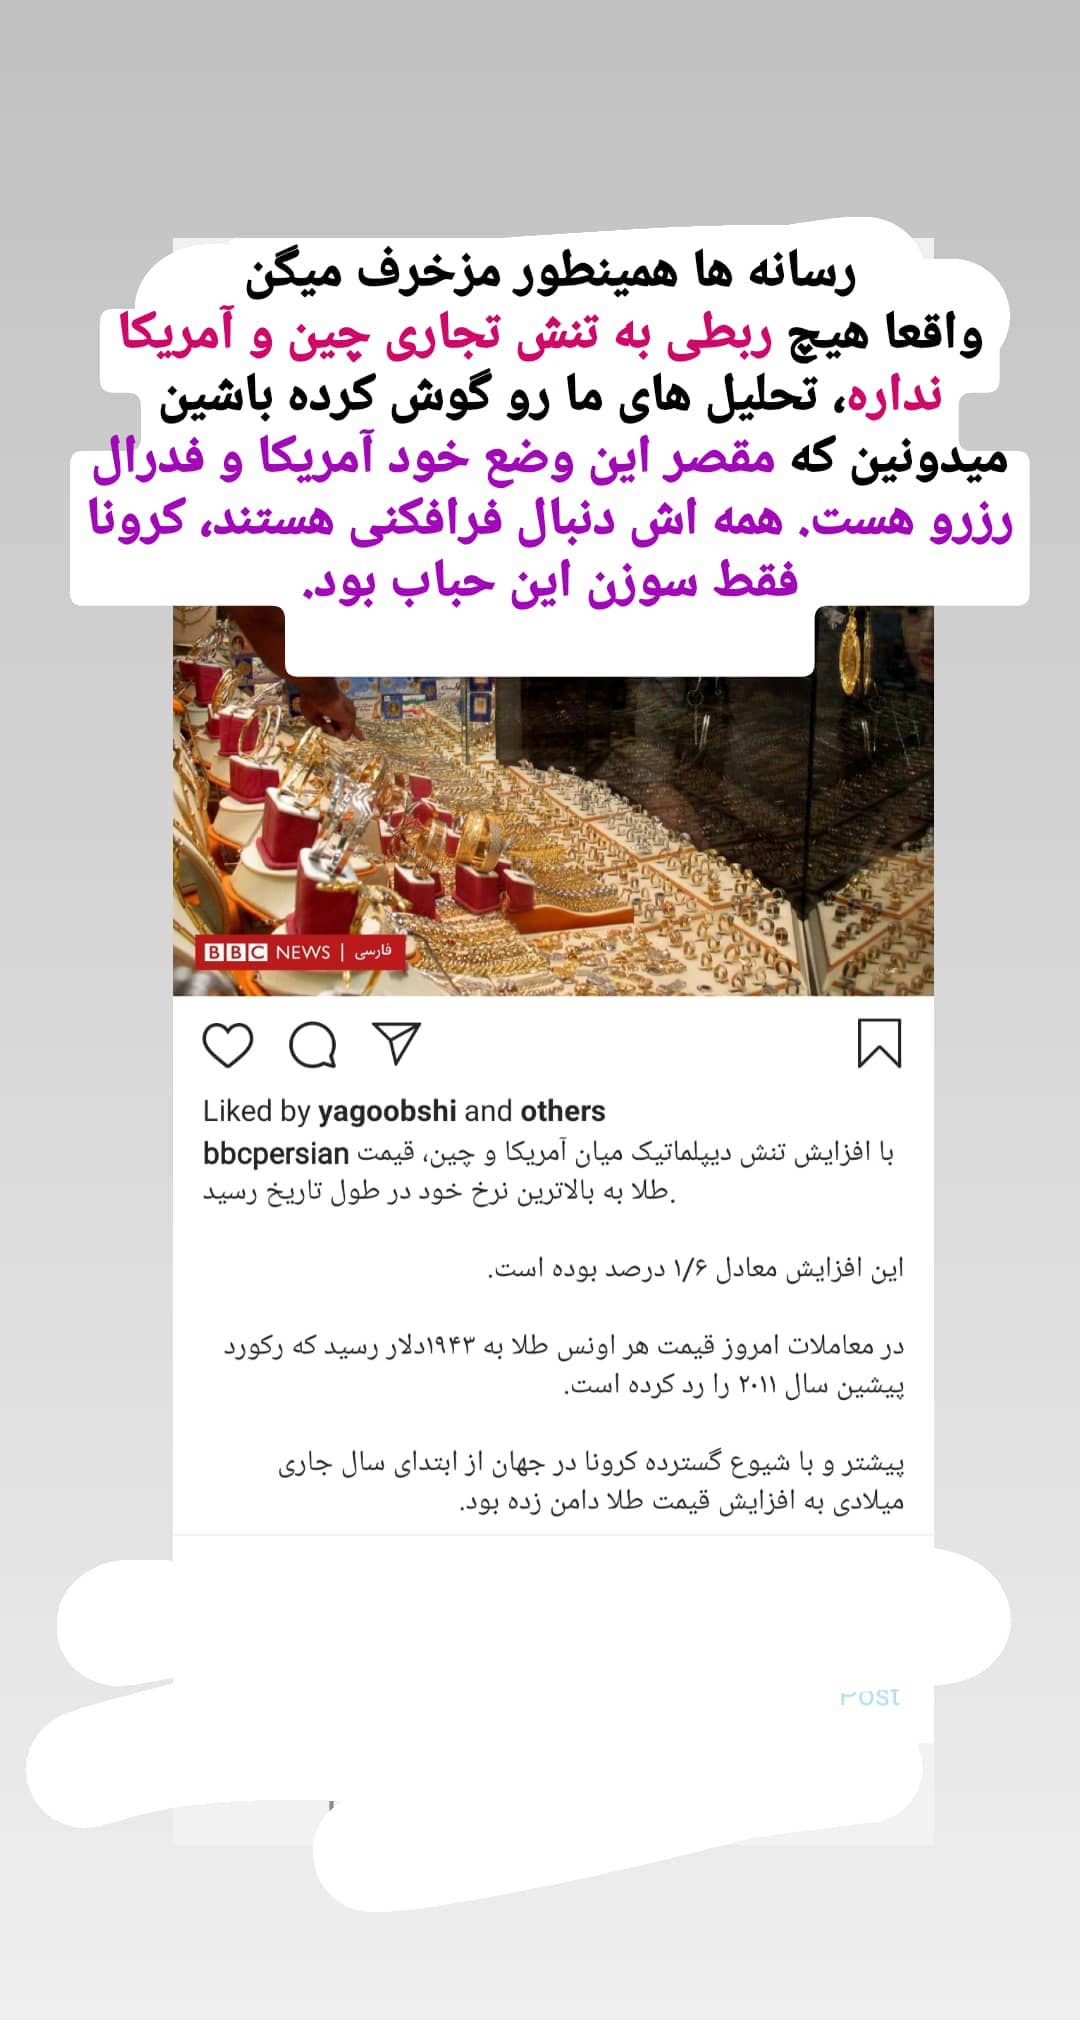 رسانه ها همینطور مزخرف میگن
واقعا هیچ ربطی به تنش تجاری چین و آمریکا
نداره، تحلیل های ما رو گوش کرده باشین
میدونین که مقصر این وضع خود آمریکا و فدرال
رزرو هست. همه اش دنبال فرافکنی هستند، کرونا
فقط سوزن این حباب بود.
BBC NEWS | فارسی
Liked by yagoobshi and others
bbcpersian با افزایش تنش دیپلماتیک میان آمریکا و چین، قیمت
طلا به بالاترین نرخ خود در طول تاریخ رسید.
این افزایش معادل ۱/۶ درصد بوده است.
در معاملات امروز قیمت هر اونس طلا به ۱۹۴۳دلار رسید که رکورد
پیشین سال ۲۰۱۱ را رد کرده است.
پیشتر و با شیوع گسترده کرونا در جهان از ابتدای سال جاری
میلادی به افزایش قیمت طلا دامن زده بود.
Post